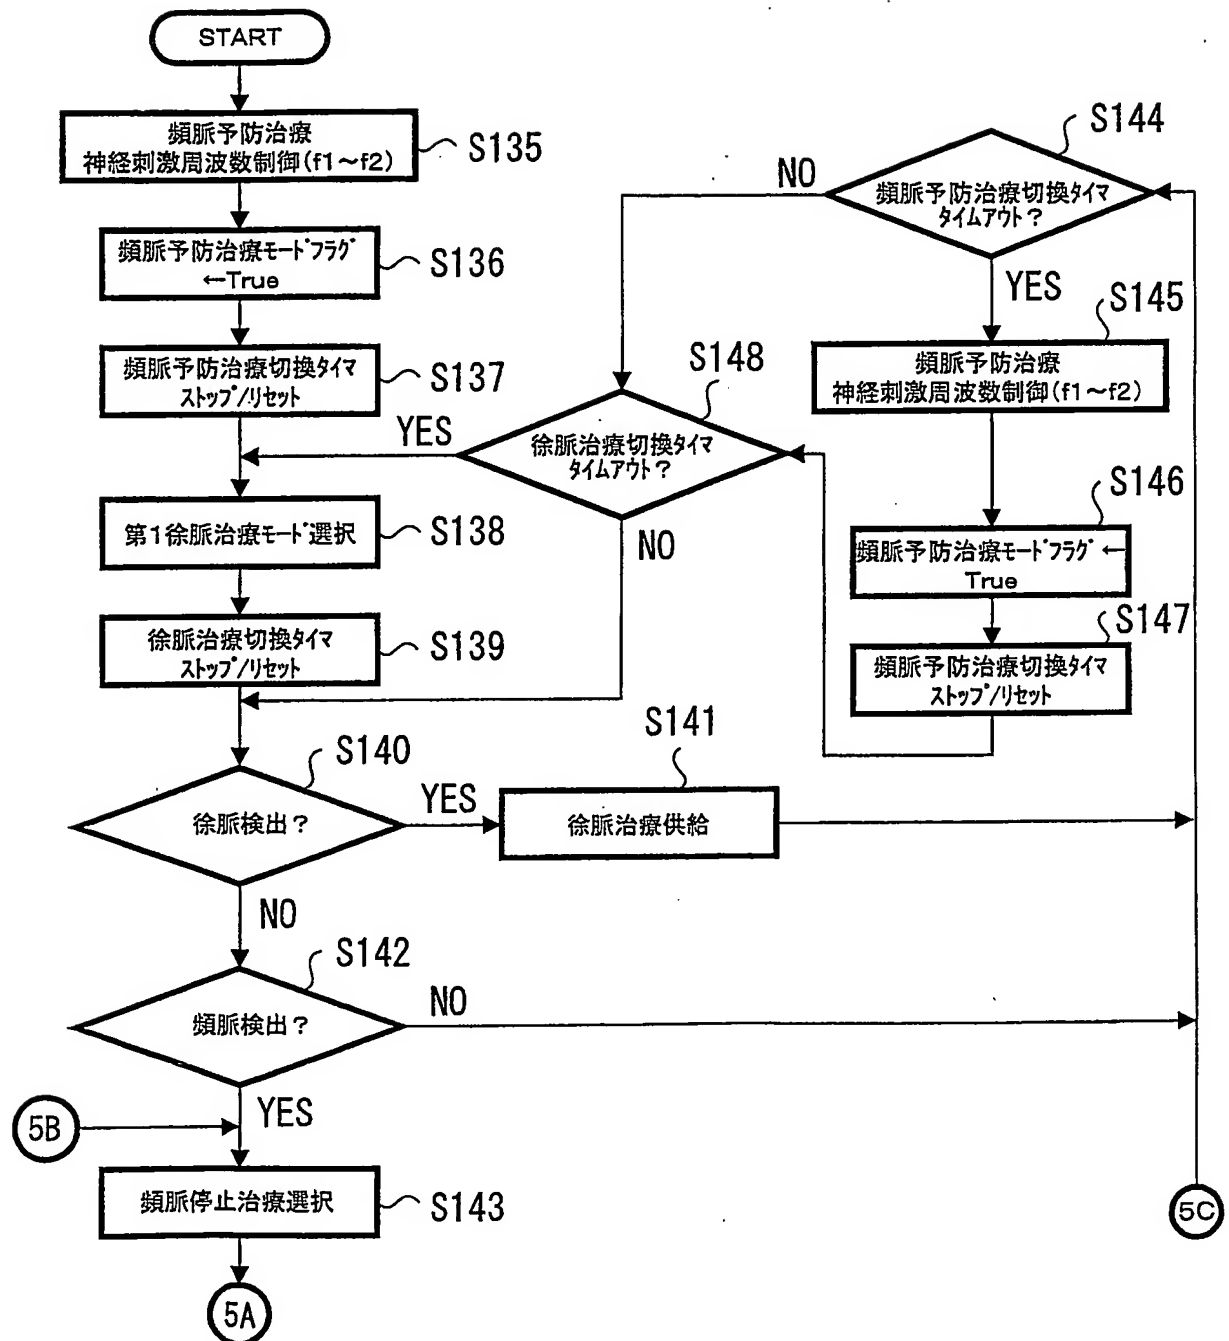 START
頻脈予防治療
神経刺激周波数制御(f1～f2)
S135
頻脈予防治療モードフラグ
←True
S136
頻脈予防治療切換タイマ
ストップ/リセット
S137
第1徐脈治療モード選択
S138
徐脈治療切換タイマ
ストップ/リセット
S139
徐脈検出？
S140
YES
NO
徐脈治療供給
S141
頻脈検出？
S142
NO
YES
5B
頻脈停止治療選択
S143
5A
S144
頻脈予防治療切換タイマ
タイムアウト？
NO
YES
S145
頻脈予防治療
神経刺激周波数制御(f1～f2)
S146
頻脈予防治療モードフラグ←
True
S147
頻脈予防治療切換タイマ
ストップ/リセット
S148
徐脈治療切換タイマ
タイムアウト？
YES
NO
5C